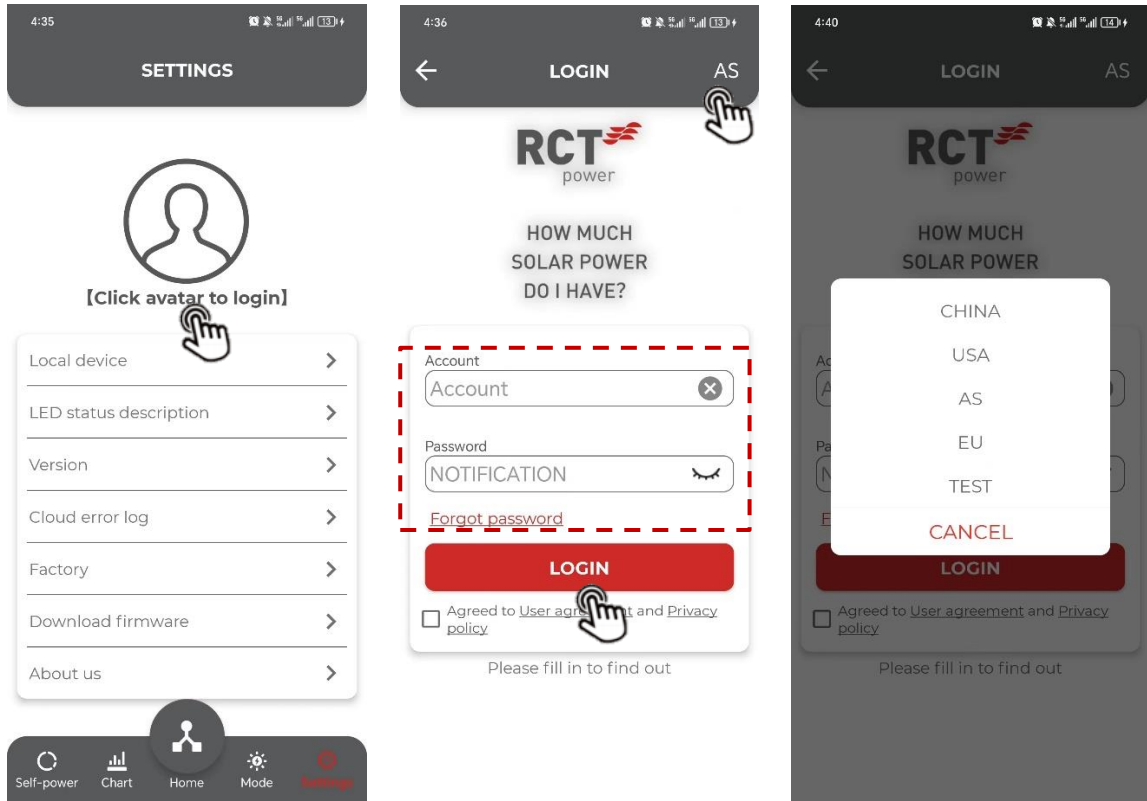 4:35
13
SETTINGS
【Click avatar to login】
Local device
LED status description
Version
Cloud error log
Factory
Download firmware
About us
Self-power
Chart
Home
Mode
Settings
4:36
13
LOGIN
AS
RCT
power
HOW MUCH
SOLAR POWER
DO I HAVE?
Account
Account
Password
NOTIFICATION
Forgot password
LOGIN
Agreed to User agreement and Privacy
policy
Please fill in to find out
4:40
14
LOGIN
AS
RCT
power
HOW MUCH
SOLAR POWER
CHINA
USA
AS
EU
TEST
CANCEL
LOGIN
Agreed to User agreement and Privacy
policy
Please fill in to find out